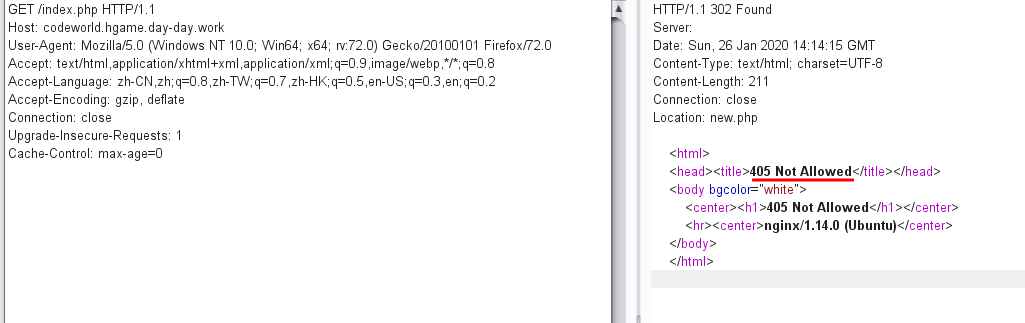 GET /index.php HTTP/1.1
Host: codeworld.hgame.day-day.work
User-Agent: Mozilla/5.0 (Windows NT 10.0; Win64; x64; rv:72.0) Gecko/20100101 Firefox/72.0
Accept: text/html,application/xhtml+xml,application/xml;q=0.9,image/webp,*/*;q=0.8
Accept-Language: zh-CN,zh;q=0.8,zh-TW;q=0.7,zh-HK;q=0.5,en-US;q=0.3,en;q=0.2
Accept-Encoding: gzip, deflate
Connection: close
Upgrade-Insecure-Requests: 1
Cache-Control: max-age=0
HTTP/1.1 302 Found
Server:
Date: Sun, 26 Jan 2020 14:14:15 GMT
Content-Type: text/html; charset=UTF-8
Content-Length: 211
Connection: close
Location: new.php
<html>
<head><title>405 Not Allowed</title></head>
<body bgcolor="white">
<center><h1>405 Not Allowed</h1></center>
<hr><center>nginx/1.14.0 (Ubuntu)</center>
</body>
</html>